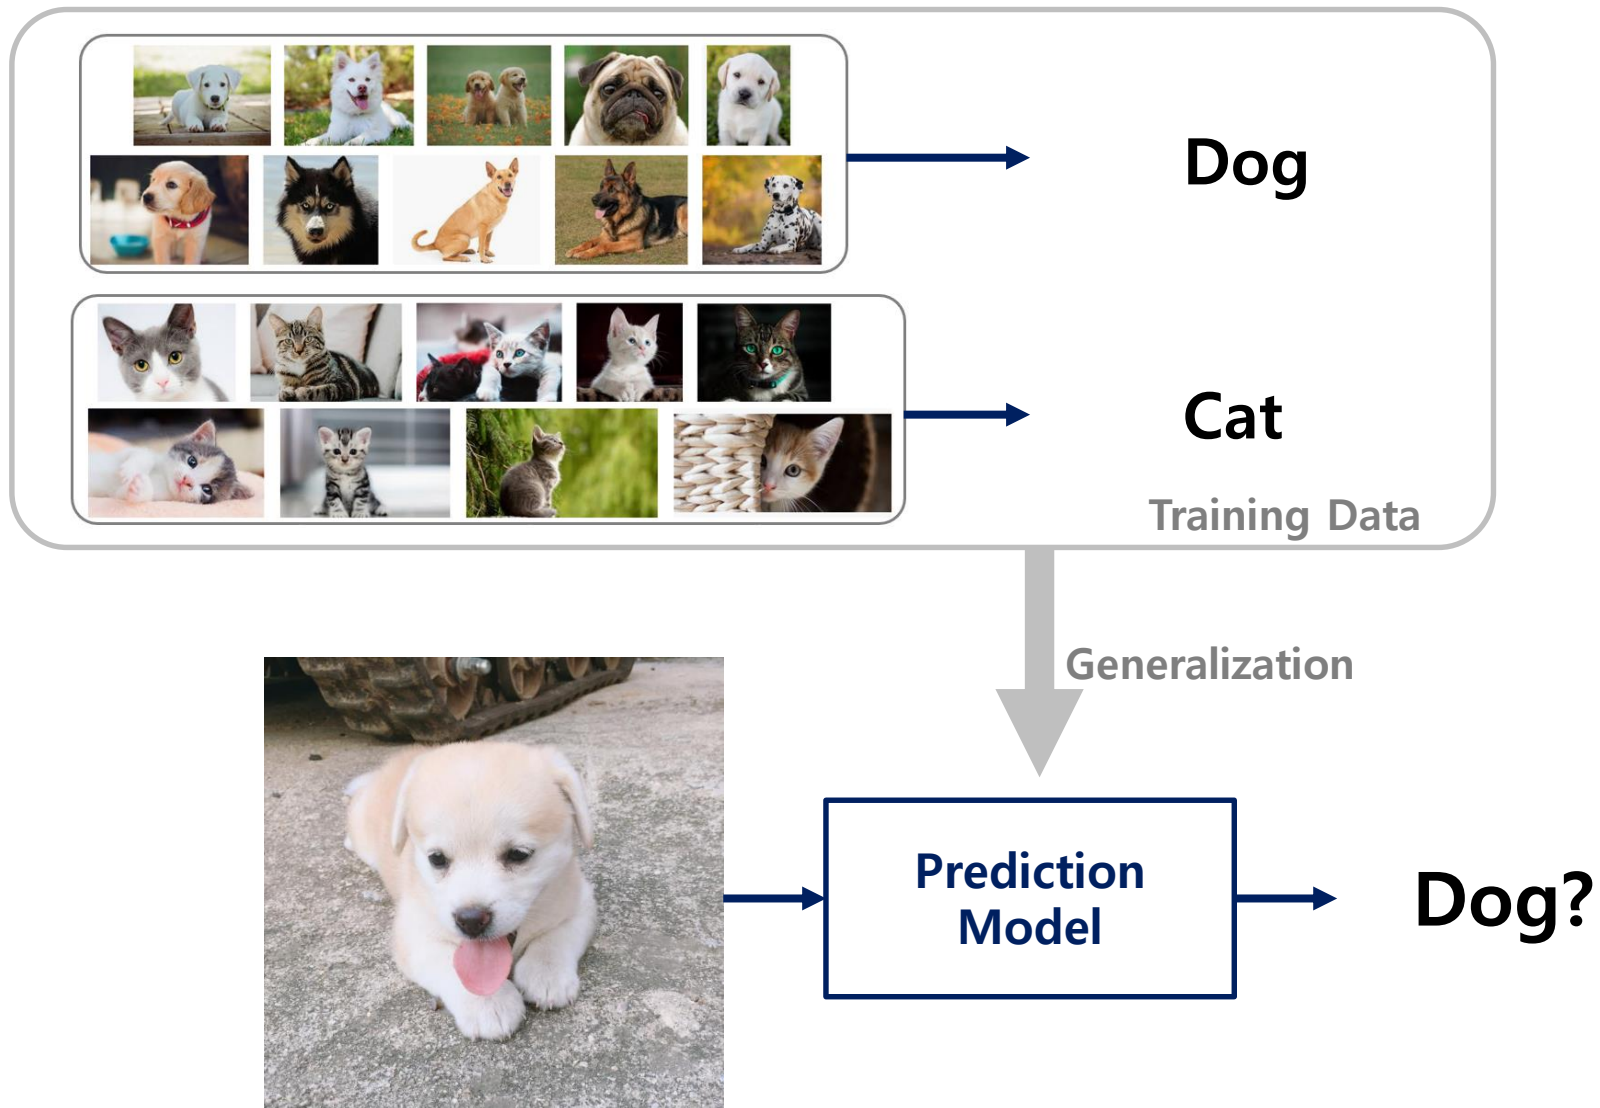 Dog
Cat
Training Data
Generalization
Prediction
Model
Dog?